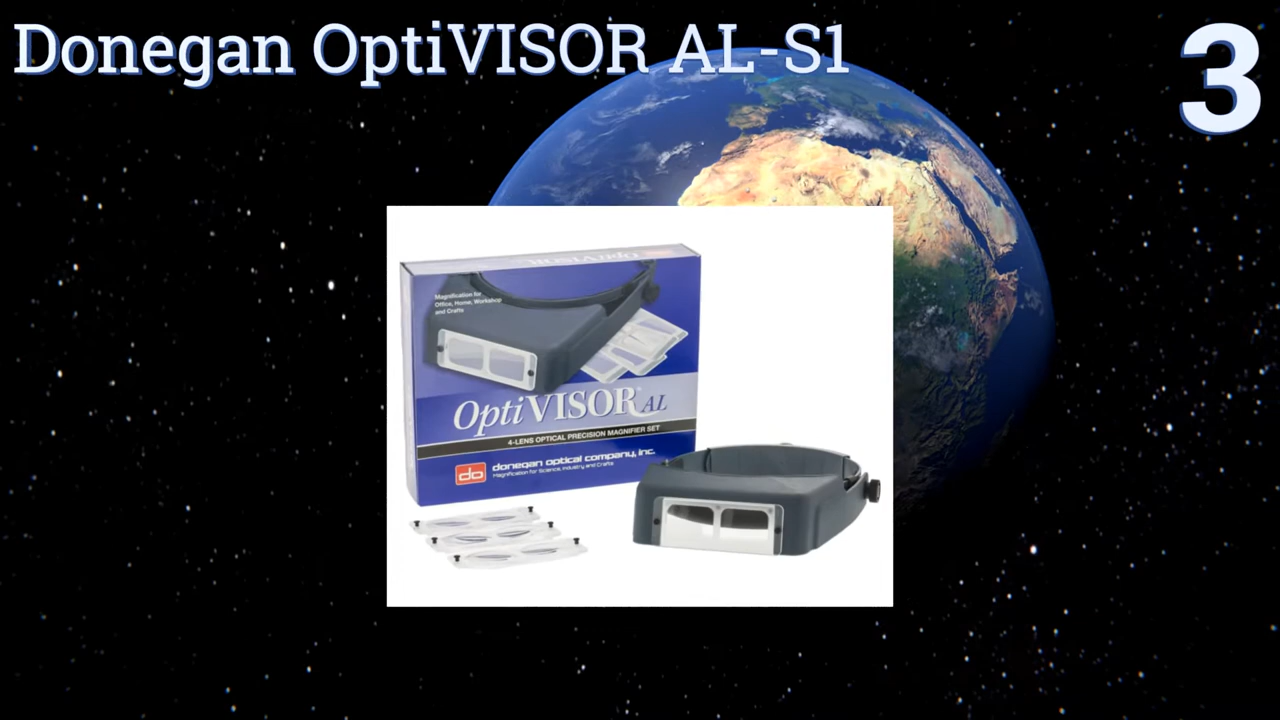 Donegan OptiVISOR AL-S1
3
Magnification for
Office, Home, Workshop
and Crafts
OptiVISOR AL
4-LENS OPTICAL PRECISION MAGNIFIER SET
do
donegan optical company, inc.
Magnification for Science, Industry and Crafts